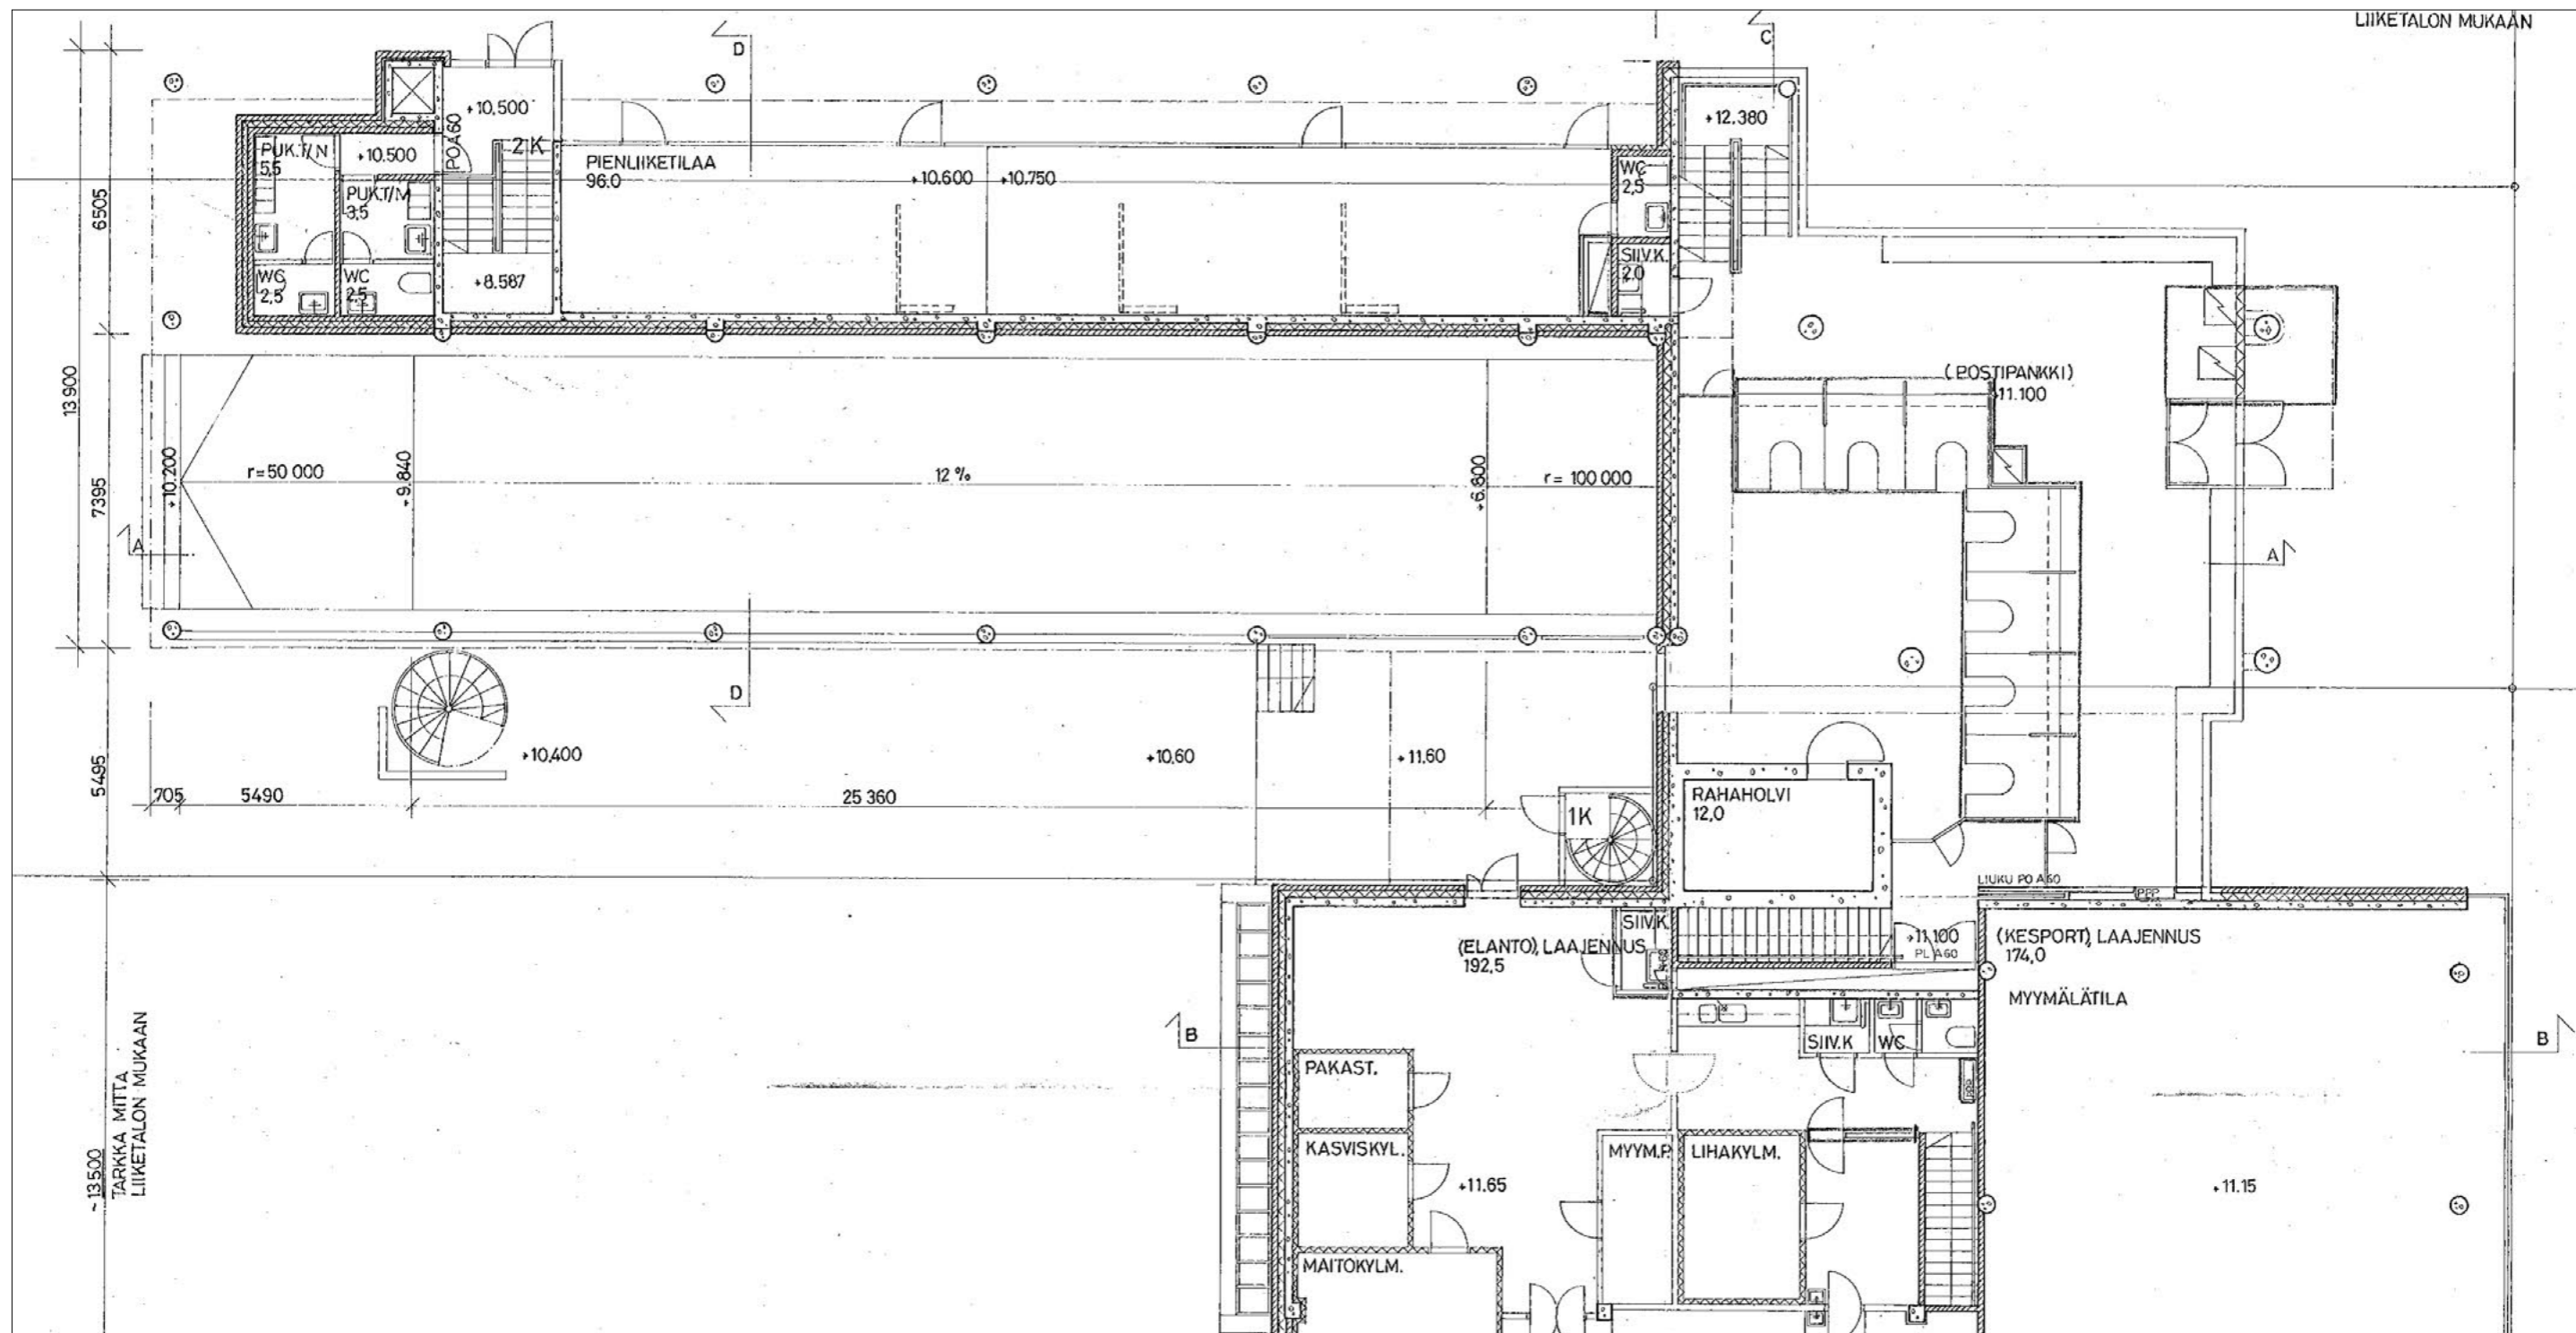 LIIKETALON MUKAAN
D
C
+10,500
+12.380
POA60
2 K
PUK.T/N
5,5
+10.500
PIENLIIKETILAA
96.0
+10.600
+10.750
WC
2,5
PUK.T/M
3,5
6505
SIIV.K.
2.0
WC
2,5
WC
2,5
+8.587
13 900
(POSTIPANKKI)
+11.100
7395
+10.200
r=50 000
+9.840
12 %
+6.800
r= 100 000
A
A
D
5495
+10,400
+10.60
+11.60
705
5490
25 360
1K
RAHAHOLVI
12,0
LIUKU PO A60
PPP
SIIV.K
(ELANTO), LAAJENNUS
192,5
+11.100
PL A60
(KESPORT), LAAJENNUS
174,0
MYYMÄLÄTILA
B
SIIV.K
WC
B
PAKAST.
PPP
KASVISKYL.
MYYM.P.
LIHAKYLM.
+11.65
+11.15
~13500
TARKKA MITTA
LIIKETALON MUKAAN
MAITOKYLM.